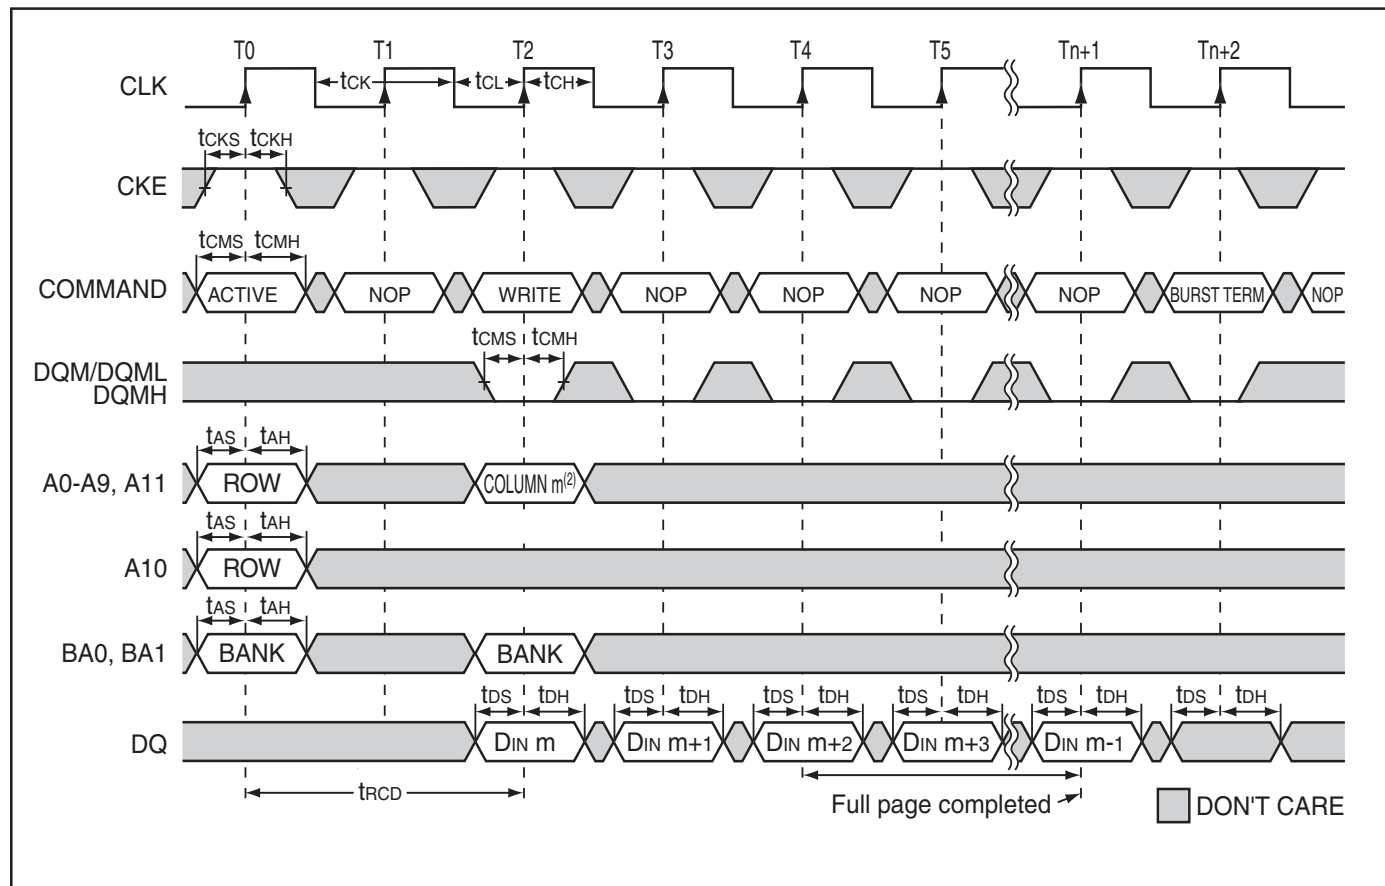 T0 T1 T2 T3 T4 T5 Tn+1 Tn+2
CLK tCK tCL tCH
tCKS tCKH
CKE
tCMS tCMH
COMMAND ACTIVE NOP WRITE NOP NOP NOP NOP BURST TERM NOP
tCMS tCMH
DQM/DQML
DQMH
tAS tAH
A0-A9, A11 ROW COLUMN m(2)
tAS tAH
A10 ROW
tAS tAH
BA0, BA1 BANK BANK
tDS tDH tDS tDH tDS tDH tDS tDH tDS tDH tDS tDH
DQ DIN m DIN m+1 DIN m+2 DIN m+3 DIN m-1
tRCD
Full page completed
DON'T CARE